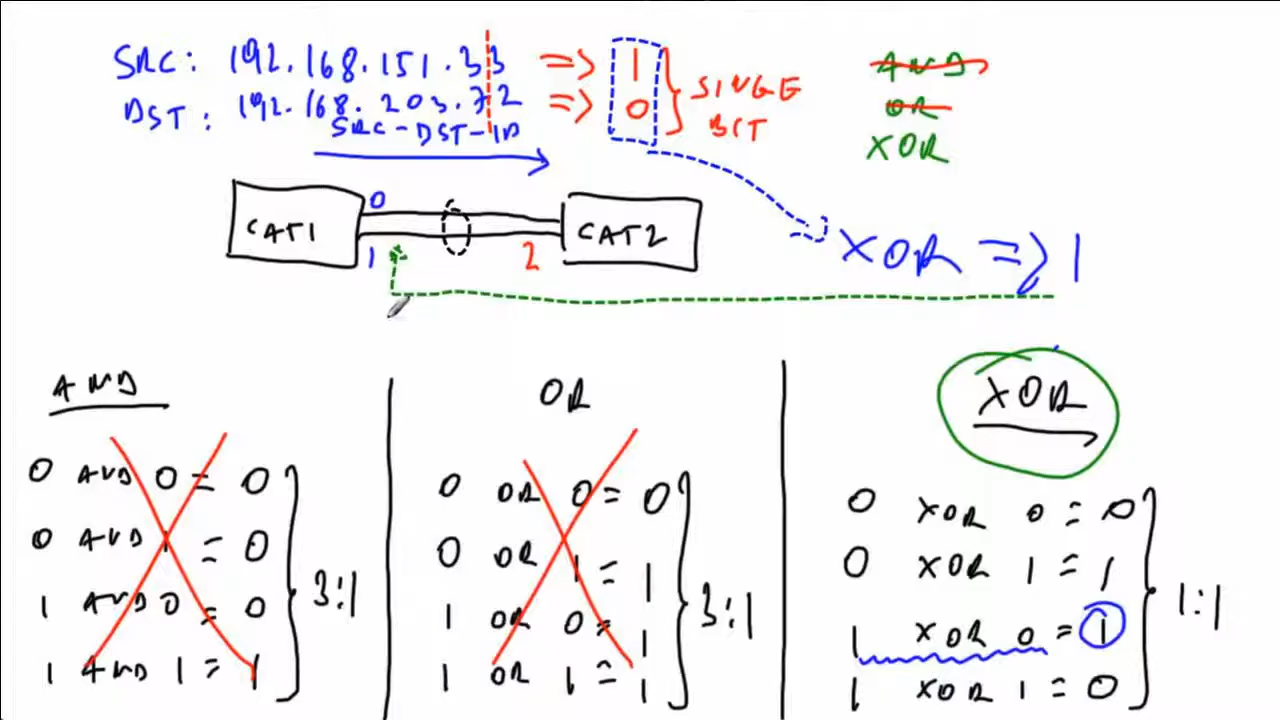 SRC: 192.168.151.33 => 1
DST: 192.168.203.72 => 0
SINGE
BIT
AND
OR
XOR
SRC-DST-IP
CAT1
0
1
2
CAT2
XOR => 1
AND
0 AND 0 = 0
0 AND 1 = 0
1 AND 0 = 0
1 AND 1 = 1
3:1
OR
0 OR 0 = 0
0 OR 1 = 1
1 OR 0 = 1
1 OR 1 = 1
3:1
XOR
0 XOR 0 = 0
0 XOR 1 = 1
1 XOR 0 = 1
1 XOR 1 = 0
1:1